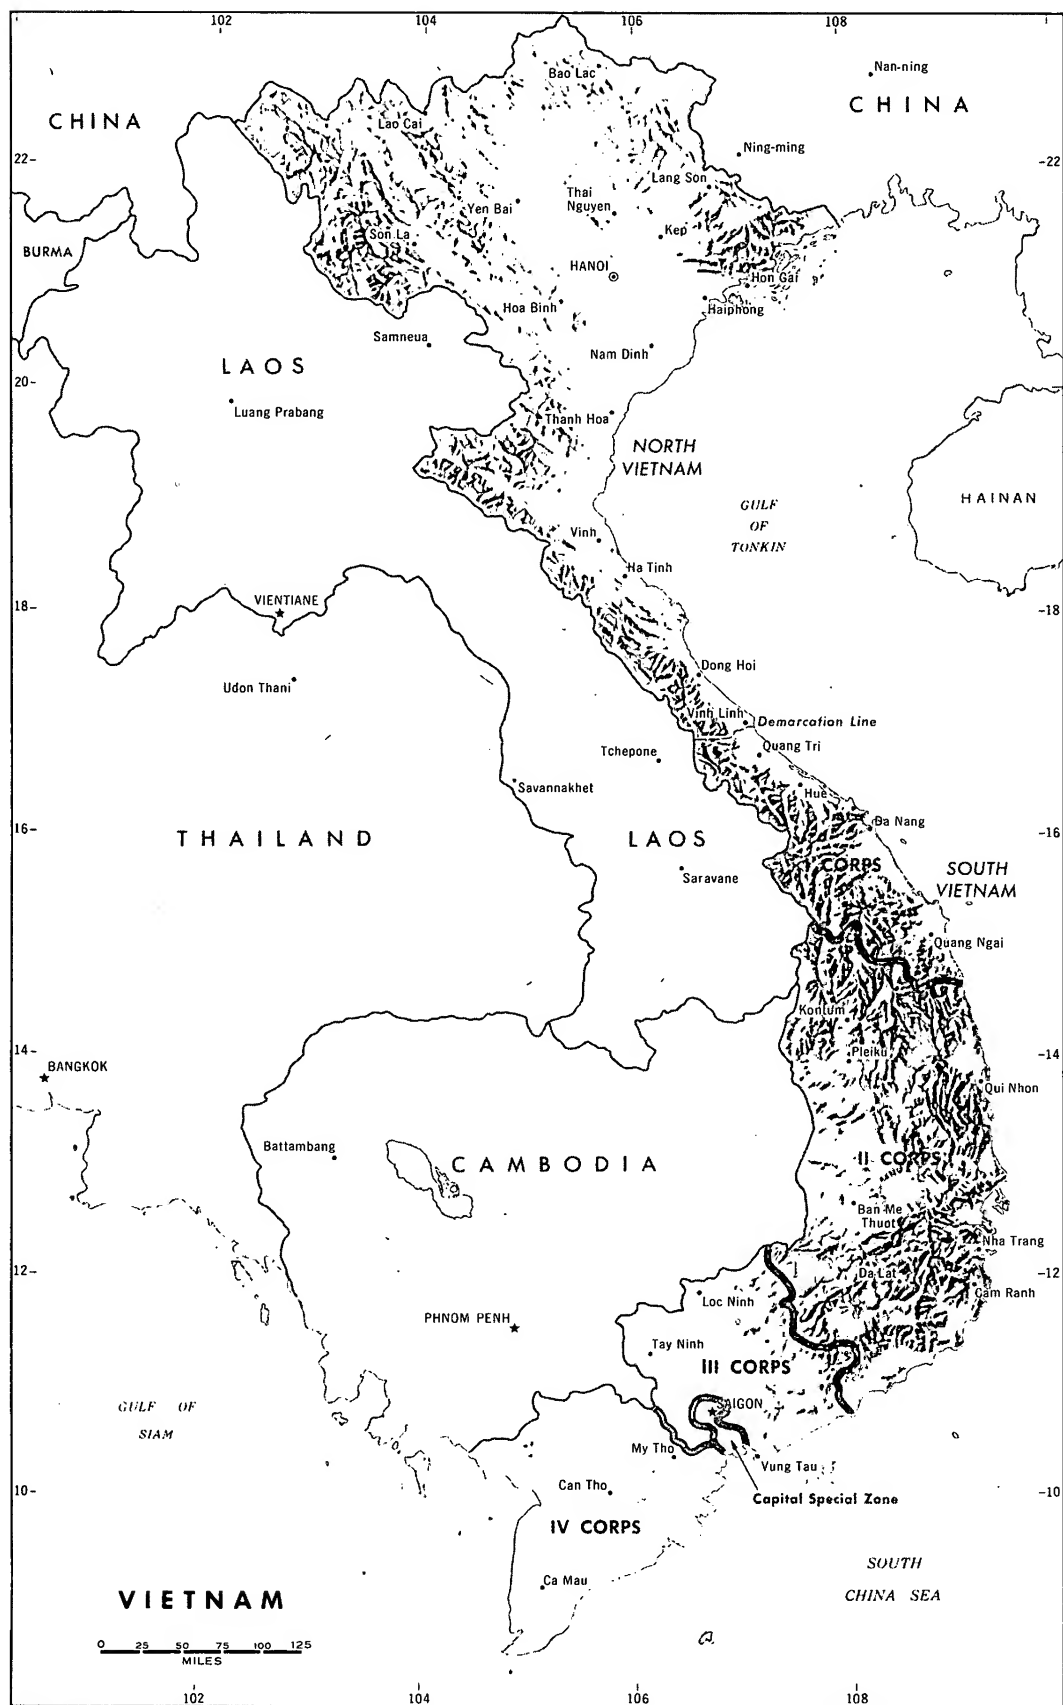 102
104
106
108
Nan-ning
Bao Lac
CHINA
CHINA
Lao Cai
22-
Ning-ming
-22
Lang Son
Thai
Nguyen
Yen Bai
Kep
Son La
BURMA
HANOI
Hon Gai
Hoa Binh
Haiphong
Samneua
Nam Dinh
LAOS
20-
-20
Luang Prabang
Thanh Hoa
NORTH
VIETNAM
HAINAN
GULF
OF
TONKIN
Vinh
Ha Tinh
VIENTIANE
18-
-18
Dong Hoi
Udon Thani
Vinh Linh
Demarcation Line
Tchepone
Quang Tri
Savannakhet
Hue
Da Nang
16-
-16
THAILAND
LAOS
I CORPS
Saravane
SOUTH
VIETNAM
Quang Ngai
Kontum
14-
-14
Pleiku
BANGKOK
Qui Nhon
Battambang
CAMBODIA
II CORPS
Ban Me
Thuot
Nha Trang
12-
-12
Da Lat
Cam Ranh
Loc Ninh
PHNOM PENH
Tay Ninh
III CORPS
GULF OF
SIAM
SAIGON
My Tho
Vung Tau
Can Tho
10-
-10
Capital Special Zone
IV CORPS
SOUTH
CHINA SEA
Ca Mau
VIETNAM
0 25 50 75 100 125
MILES
102
104
106
108